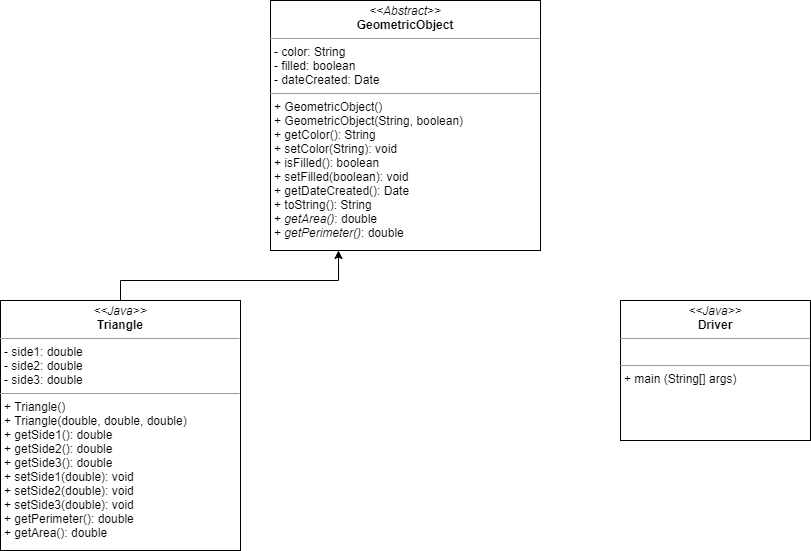 <<Abstract>>
GeometricObject
- color: String
- filled: boolean
- dateCreated: Date
+ GeometricObject()
+ GeometricObject(String, boolean)
+ getColor(): String
+ setColor(String): void
+ isFilled(): boolean
+ setFilled(boolean): void
+ getDateCreated(): Date
+ toString(): String
+ getArea(): double
+ getPerimeter(): double
<<Java>>
Triangle
- side1: double
- side2: double
- side3: double
+ Triangle()
+ Triangle(double, double, double)
+ getSide1(): double
+ getSide2(): double
+ getSide3(): double
+ setSide1(double): void
+ setSide2(double): void
+ setSide3(double): void
+ getPerimeter(): double
+ getArea(): double
<<Java>>
Driver
+ main (String[] args)